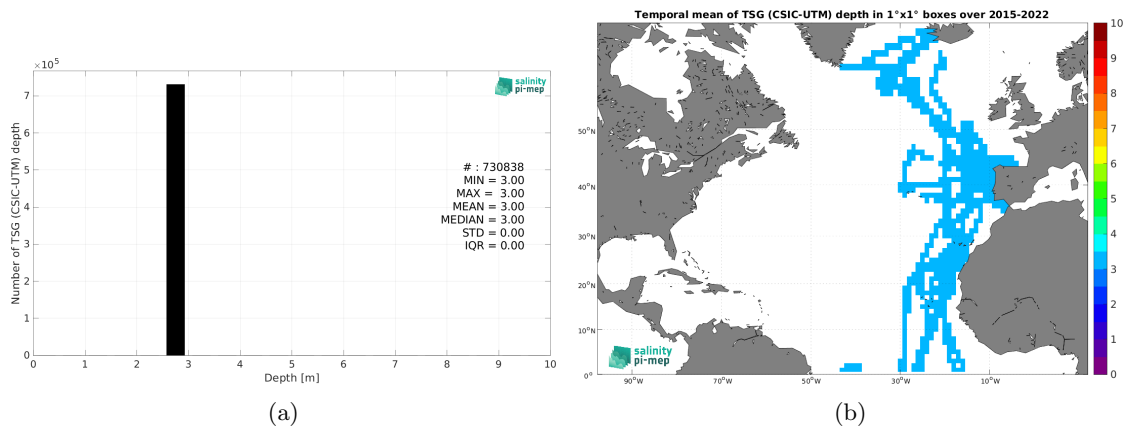 ×10⁵
7
6
5
4
3
2
1
0
Number of TSG (CSIC-UTM) depth
salinity
pi-mep
# : 730838
MIN = 3.00
MAX = 3.00
MEAN = 3.00
MEDIAN = 3.00
STD = 0.00
IQR = 0.00
0 1 2 3 4 5 6 7 8 9 10
Depth [m]
(a)
Temporal mean of TSG (CSIC-UTM) depth in 1°x1° boxes over 2015-2022
50°N
40°N
30°N
20°N
10°N
0°
salinity
pi-mep
90°W 70°W 50°W 30°W 10°W
10
9
8
7
6
5
4
3
2
1
0
(b)